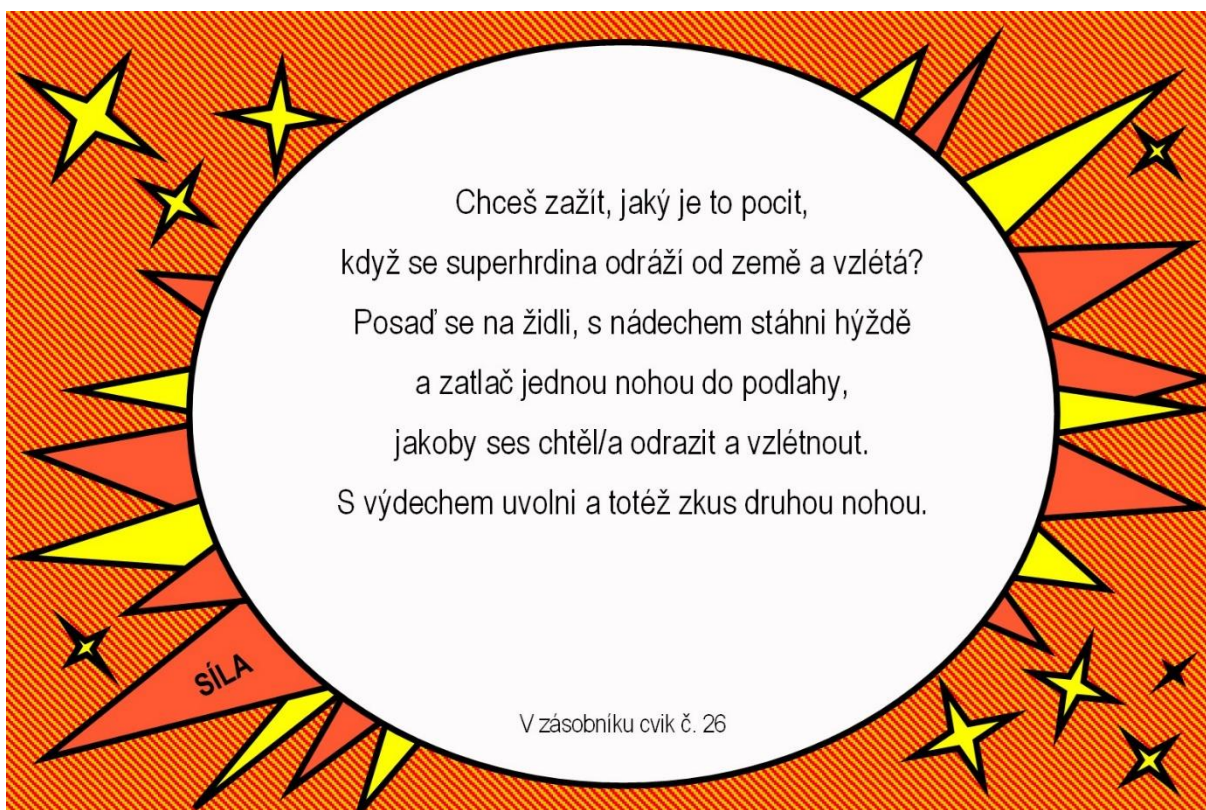 Chceš zažít, jaký je to pocit,
když se superhrdina odráží od země a vzlétá?
Posaď se na židli, s nádechem stáhni hýždě
a zatlač jednou nohou do podlahy,
jakoby ses chtěl/a odrazit a vzlétnout.
S výdechem uvolni a totéž zkus druhou nohou.
SÍLA
V zásobníku cvik č. 26